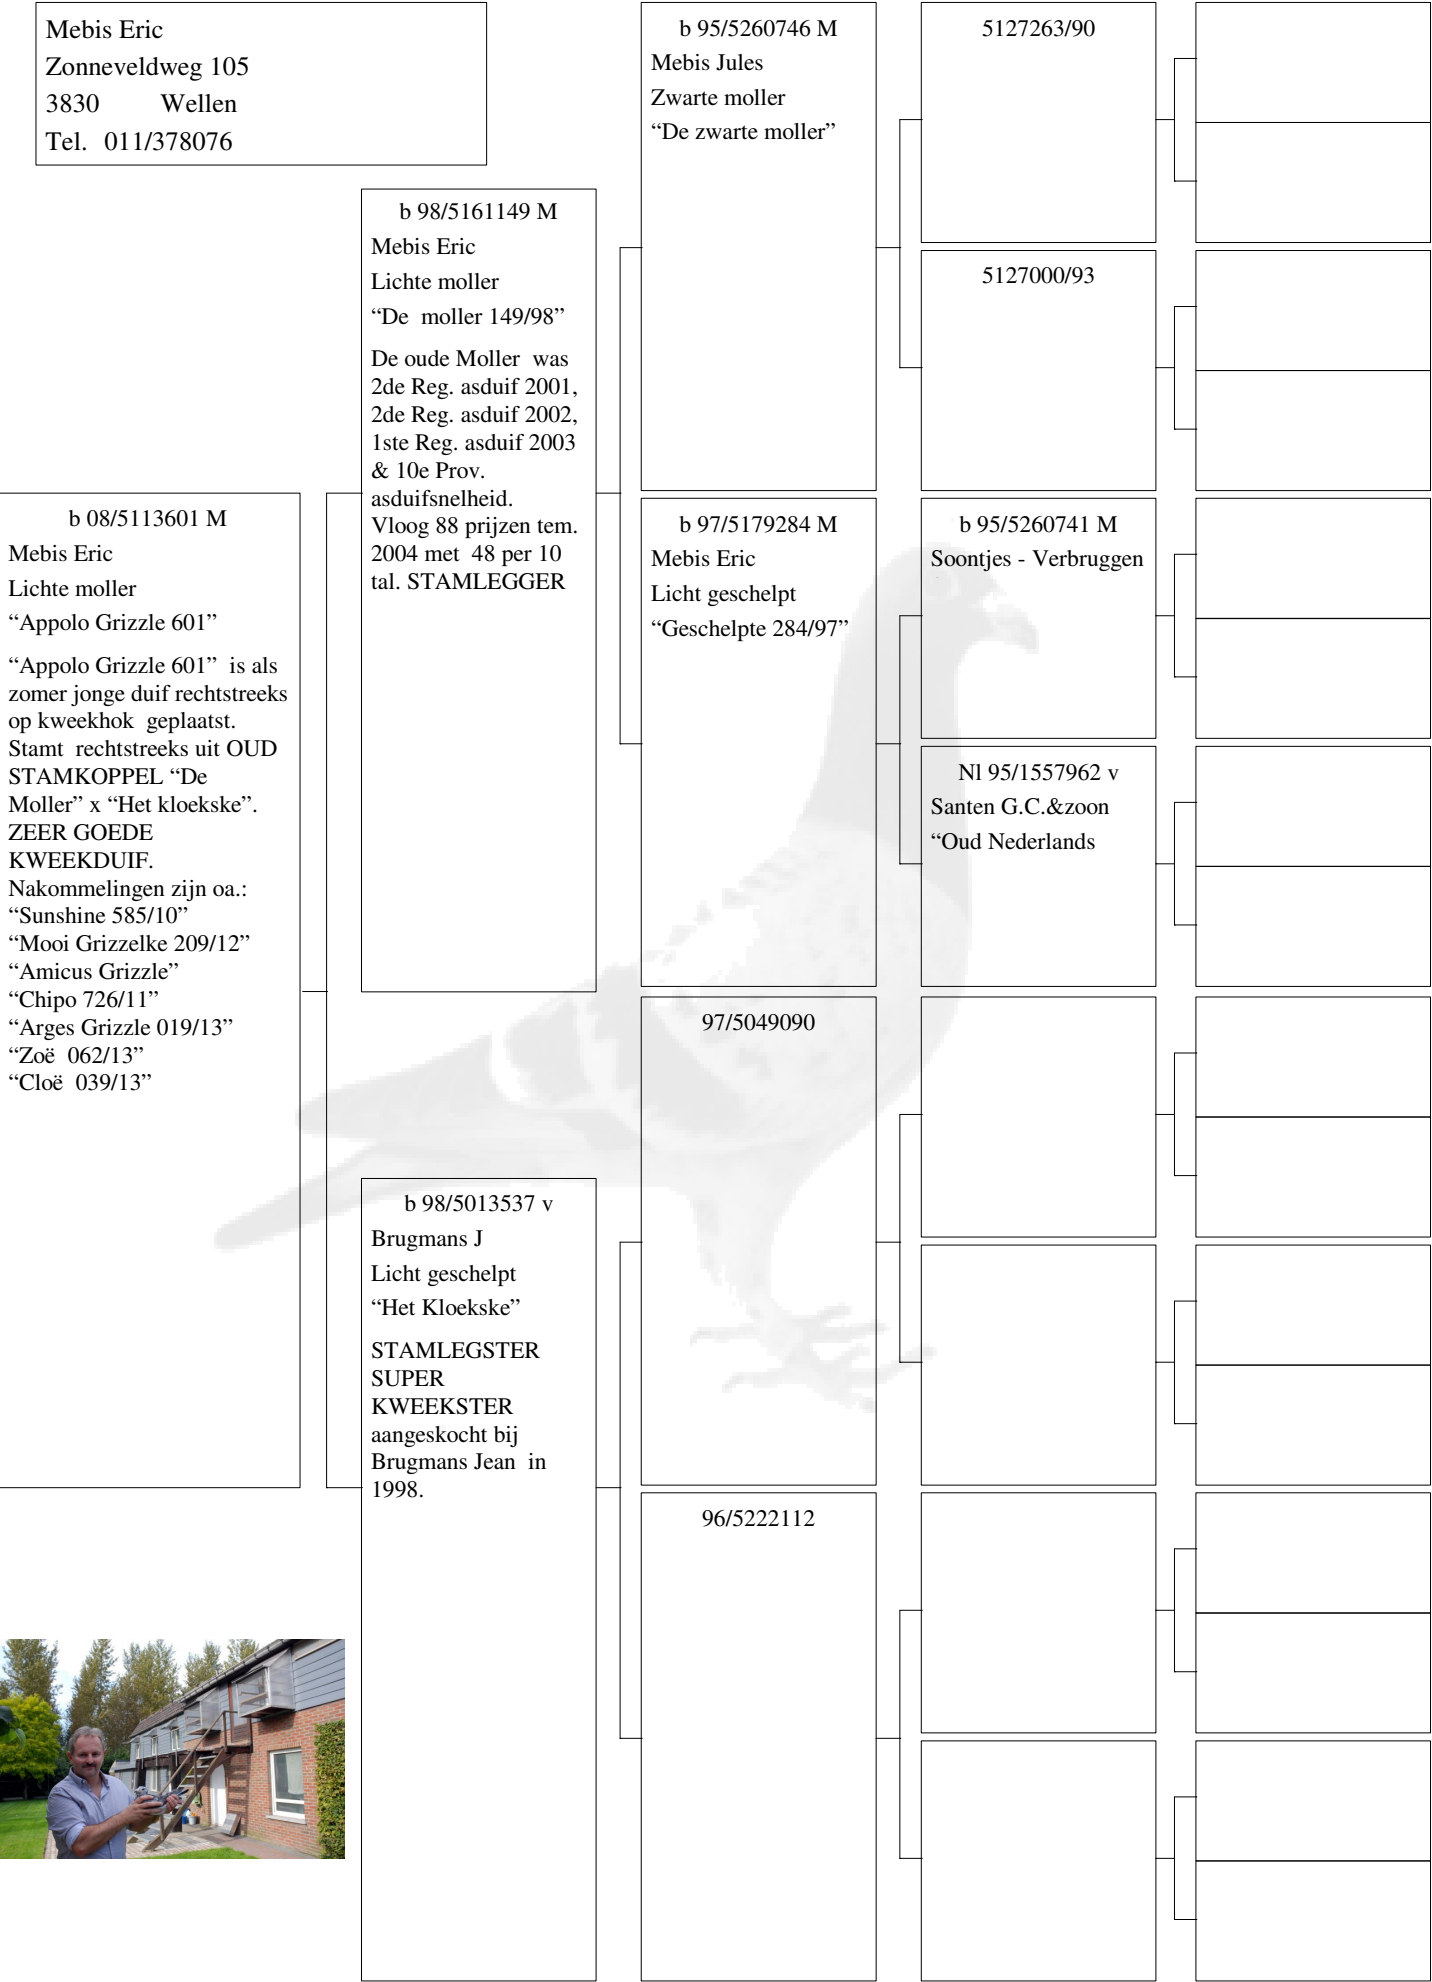 Mebis Eric
Zonneveldweg 105
3830 Wellen
Tel. 011/378076
b 08/5113601 M
Mebis Eric
Lichte moller
“Appolo Grizzle 601”
“Appolo Grizzle 601” is als
zomer jonge duif rechtstreeks
op kweekhok geplaatst.
Stamt rechtstreeks uit OUD
STAMKOPPEL “De
Moller” x “Het kloekske”.
ZEER GOEDE
KWEEKDUIF.
Nakommelingen zijn oa.:
“Sunshine 585/10”
“Mooi Grizzelke 209/12”
“Amicus Grizzle”
“Chipo 726/11”
“Arges Grizzle 019/13”
“Zoë 062/13”
“Cloë 039/13”
b 98/5161149 M
Mebis Eric
Lichte moller
“De moller 149/98”
De oude Moller was
2de Reg. asduif 2001,
2de Reg. asduif 2002,
1ste Reg. asduif 2003
& 10e Prov.
asduifsnelheid.
Vloog 88 prijzen tem.
2004 met 48 per 10
tal. STAMLEGGER
b 98/5013537 v
Brugmans J
Licht geschelpt
“Het Kloekske”
STAMLEGSTER
SUPER
KWEEKSTER
aangeskocht bij
Brugmans Jean in
1998.
b 95/5260746 M
Mebis Jules
Zwarte moller
“De zwarte moller”
b 97/5179284 M
Mebis Eric
Licht geschelpt
“Geschelpte 284/97”
97/5049090
96/5222112
5127263/90
5127000/93
b 95/5260741 M
Soontjes - Verbruggen
Nl 95/1557962 v
Santen G.C.&zoon
“Oud Nederlands